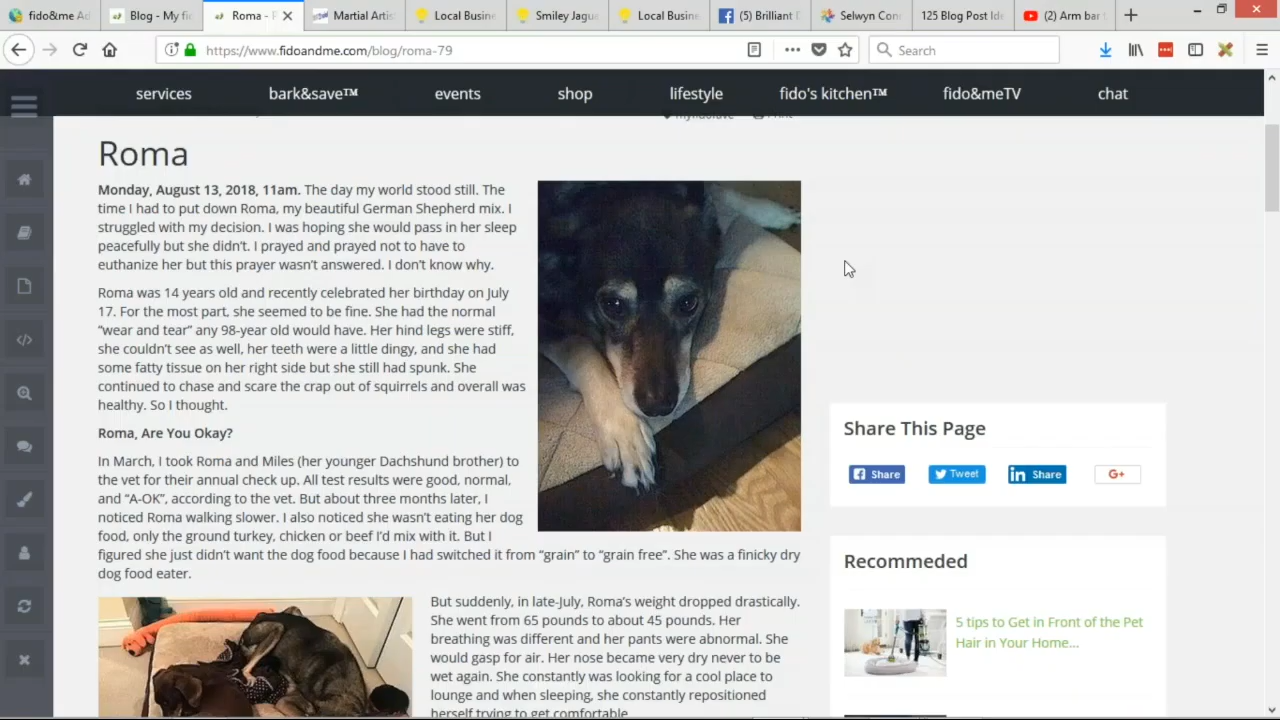 fido&me Ad
Blog - My fi
Roma - F
Martial Artis
Local Busine
Smiley Jagua
Local Busine
(5) Brilliant D
Selwyn Conr
125 Blog Post Ide
(2) Arm bar t
https://www.fidoandme.com/blog/roma-79
Search
services
bark&save™
events
shop
lifestyle
fido's kitchen™
fido&meTV
chat
Roma
Monday, August 13, 2018, 11am. The day my world stood still. The
time I had to put down Roma, my beautiful German Shepherd mix. I
struggled with my decision. I was hoping she would pass in her sleep
peacefully but she didn't. I prayed and prayed not to have to
euthanize her but this prayer wasn't answered. I don't know why.
Roma was 14 years old and recently celebrated her birthday on July
17. For the most part, she seemed to be fine. She had the normal
“wear and tear” any 98-year old would have. Her hind legs were stiff,
she couldn't see as well, her teeth were a little dingy, and she had
some fatty tissue on her right side but she still had spunk. She
continued to chase and scare the crap out of squirrels and overall was
healthy. So I thought.
Roma, Are You Okay?
In March, I took Roma and Miles (her younger Dachshund brother) to
the vet for their annual check up. All test results were good, normal,
and “A-OK”, according to the vet. But about three months later, I
noticed Roma walking slower. I also noticed she wasn't eating her dog
food, only the ground turkey, chicken or beef I'd mix with it. But I
figured she just didn't want the dog food because I had switched it from “grain” to “grain free”. She was a finicky dry
dog food eater.
But suddenly, in late-July, Roma's weight dropped drastically.
She went from 65 pounds to about 45 pounds. Her
breathing was different and her pants were abnormal. She
would gasp for air. Her nose became very dry never to be
wet again. She constantly was looking for a cool place to
lounge and when sleeping, she constantly repositioned
herself trying to get comfortable.
Share This Page
Share
Tweet
in Share
G+
Recommeded
5 tips to Get in Front of the Pet
Hair in Your Home...